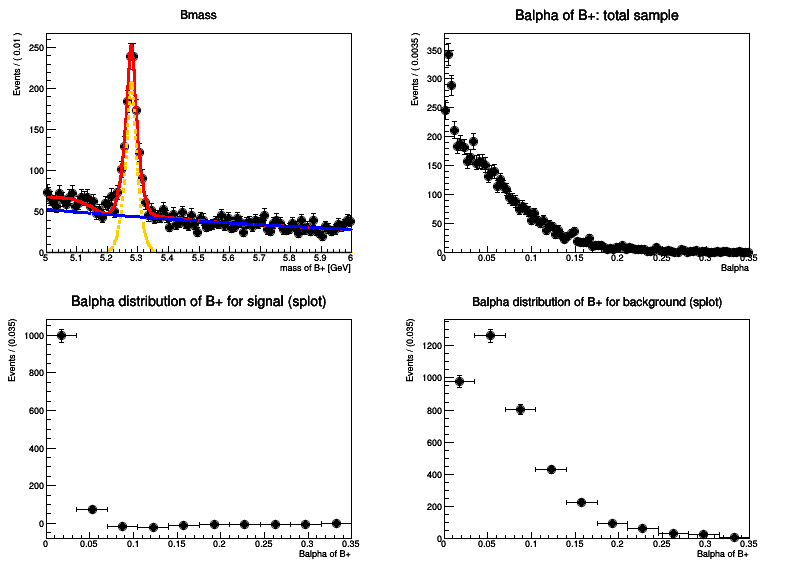 Bmass
Events / ( 0.01 )
250
200
150
100
50
0
5 5.1 5.2 5.3 5.4 5.5 5.6 5.7 5.8 5.9 6
mass of B+ [GeV]
Balpha of B+: total sample
Events / ( 0.0035 )
350
300
250
200
150
100
50
0
0 0.05 0.1 0.15 0.2 0.25 0.3 0.35
Balpha
Balpha distribution of B+ for signal (splot)
Events / (0.035)
1000
800
600
400
200
0
0 0.05 0.1 0.15 0.2 0.25 0.3 0.35
Balpha of B+
Balpha distribution of B+ for background (splot)
Events / (0.035)
1200
1000
800
600
400
200
0
0 0.05 0.1 0.15 0.2 0.25 0.3 0.35
Balpha of B+